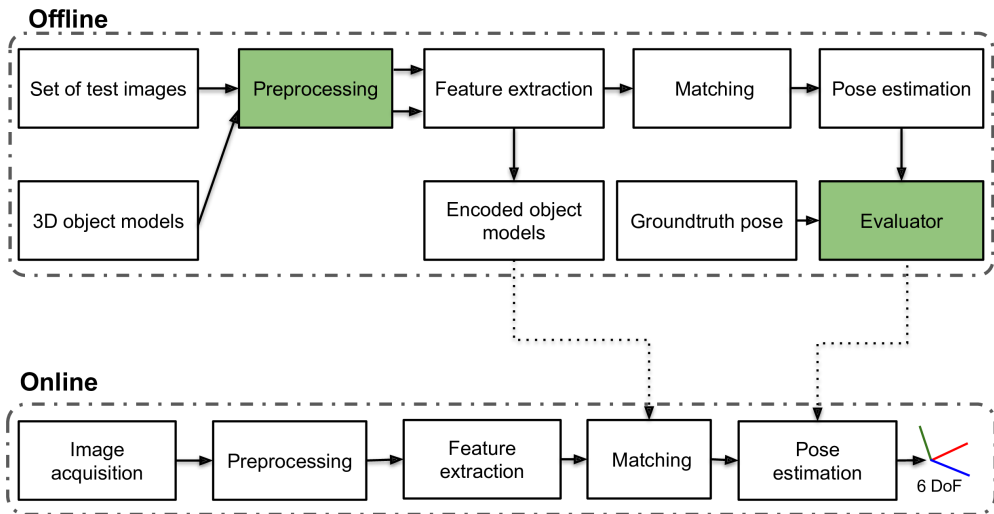 Offline
Set of test images
Preprocessing
Feature extraction
Matching
Pose estimation
3D object models
Encoded object
models
Groundtruth pose
Evaluator
Online
Image
acquisition
Preprocessing
Feature
extraction
Matching
Pose
estimation
6 DoF